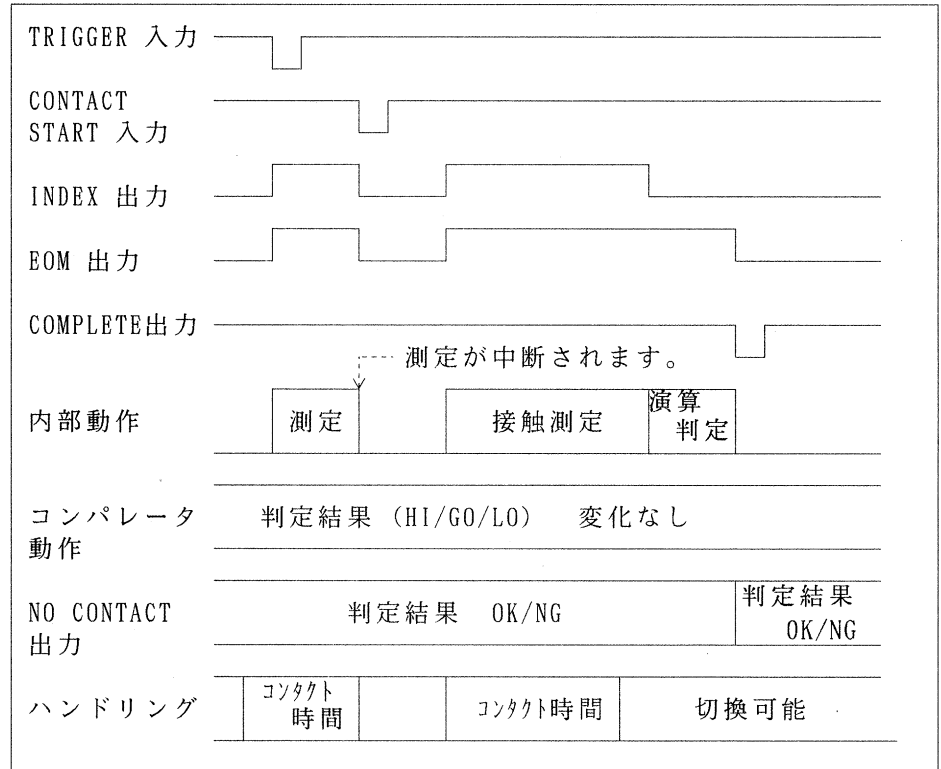 TRIGGER 入力
CONTACT
START 入力
INDEX 出力
EOM 出力
COMPLETE出力
測定が中断されます。
内部動作
測定
接触測定
演算
判定
コンパレータ
動作
判定結果 (HI/GO/LO) 変化なし
NO CONTACT
出力
判定結果 OK/NG
判定結果
OK/NG
ハンドリング
コンタクト
時間
コンタクト時間
切換可能